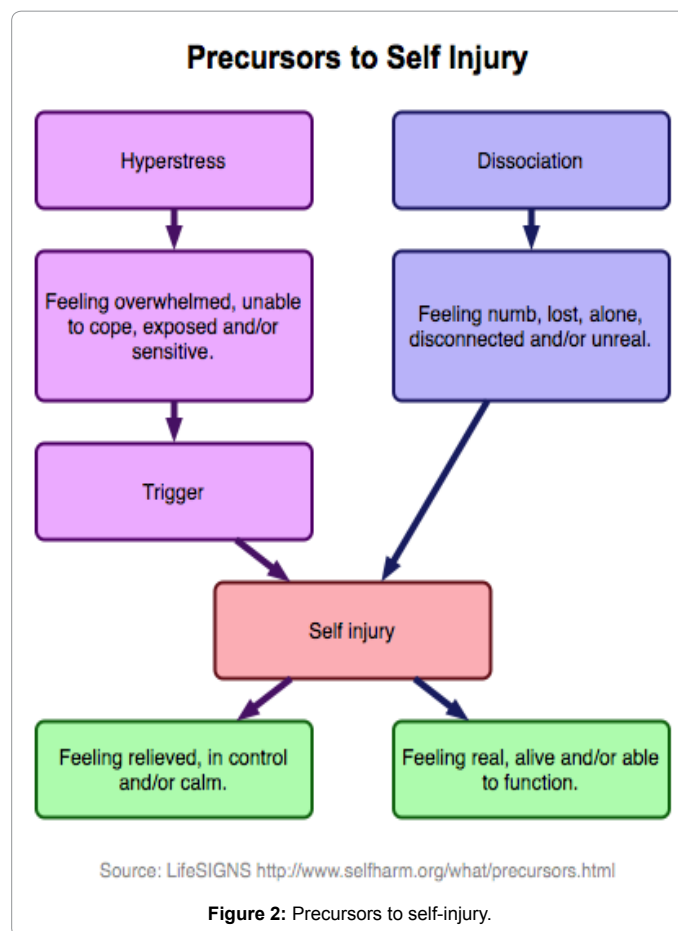 Precursors to Self Injury
Hyperstress
Dissociation
Feeling overwhelmed, unable
to cope, exposed and/or
sensitive.
Feeling numb, lost, alone,
disconnected and/or unreal.
Trigger
Self injury
Feeling relieved, in control
and/or calm.
Feeling real, alive and/or able
to function.
Source: LifeSIGNS http://www.selfharm.org/what/precursors.html
Figure 2: Precursors to self-injury.